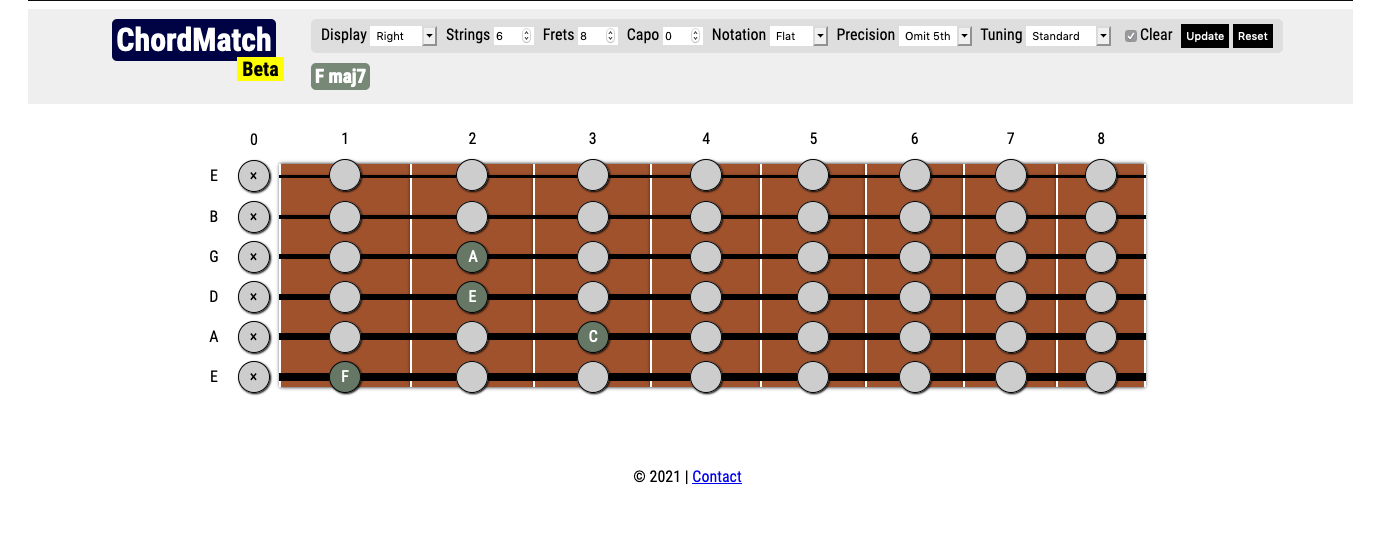 ChordMatch
Beta
Display Right Strings 6 Frets 8 Capo 0 Notation Flat Precision Omit 5th Tuning Standard Clear Update Reset
F maj7
0 1 2 3 4 5 6 7 8
E ×
B ×
G × A
D × E
A × C
E × F
© 2021 | Contact